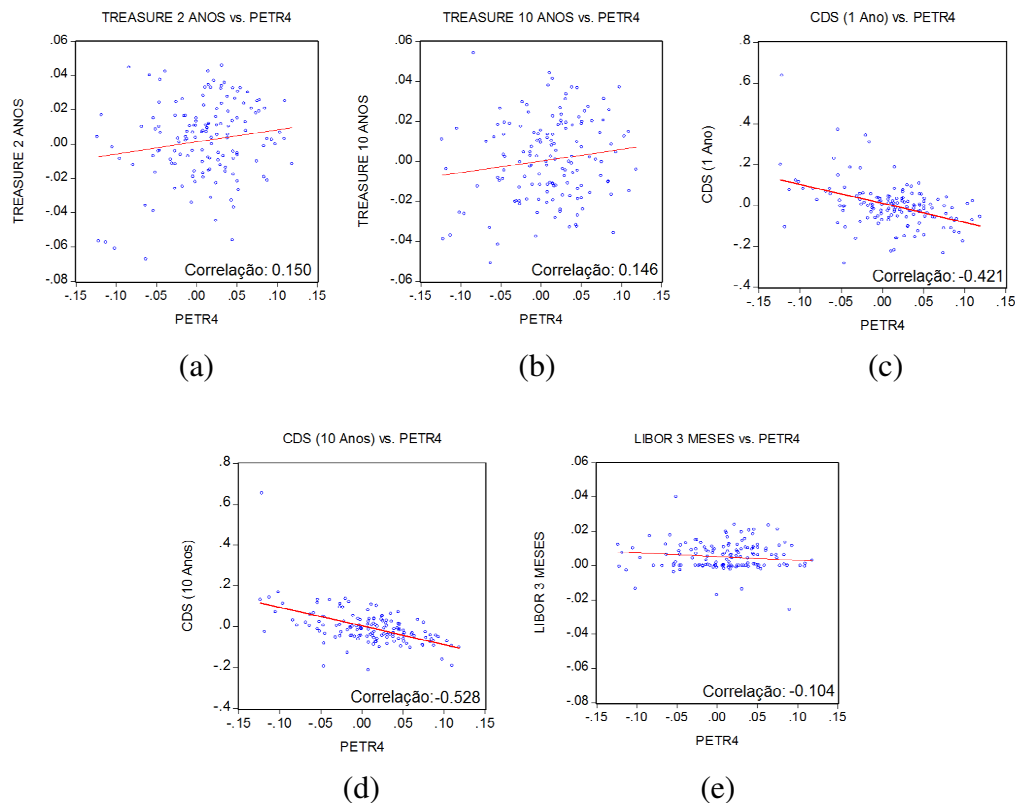 TREASURE 2 ANOS vs. PETR4
.06
.04
.02
.00
-.02
-.04
-.06
-.08
TREASURE 2 ANOS
Correlação: 0.150
-.15 -.10 -.05 .00 .05 .10 .15
PETR4
(a)
TREASURE 10 ANOS vs. PETR4
.06
.04
.02
.00
-.02
-.04
.06
TREASURE 10 ANOS
Correlação: 0.146
-.15 -.10 -.05 .00 .05 .10 .15
PETR4
(b)
CDS (1 Ano) vs. PETR4
.8
.6
.4
.2
.0
-.2
-.4
CDS (1 Ano)
Correlação: -0.421
-.15 -.10 -.05 .00 .05 .10 .15
PETR4
(c)
CDS (10 Anos) vs. PETR4
.8
.6
.4
.2
.0
-.2
-.4
CDS (10 Anos)
Correlação: -0.528
-.15 -.10 -.05 .00 .05 .10 .15
PETR4
(d)
LIBOR 3 MESES vs. PETR4
.06
.04
.02
.00
-.02
-.04
-.06
-.08
LIBOR 3 MESES
Correlação: -0.104
-.15 -.10 -.05 .00 .05 .10 .15
PETR4
(e)